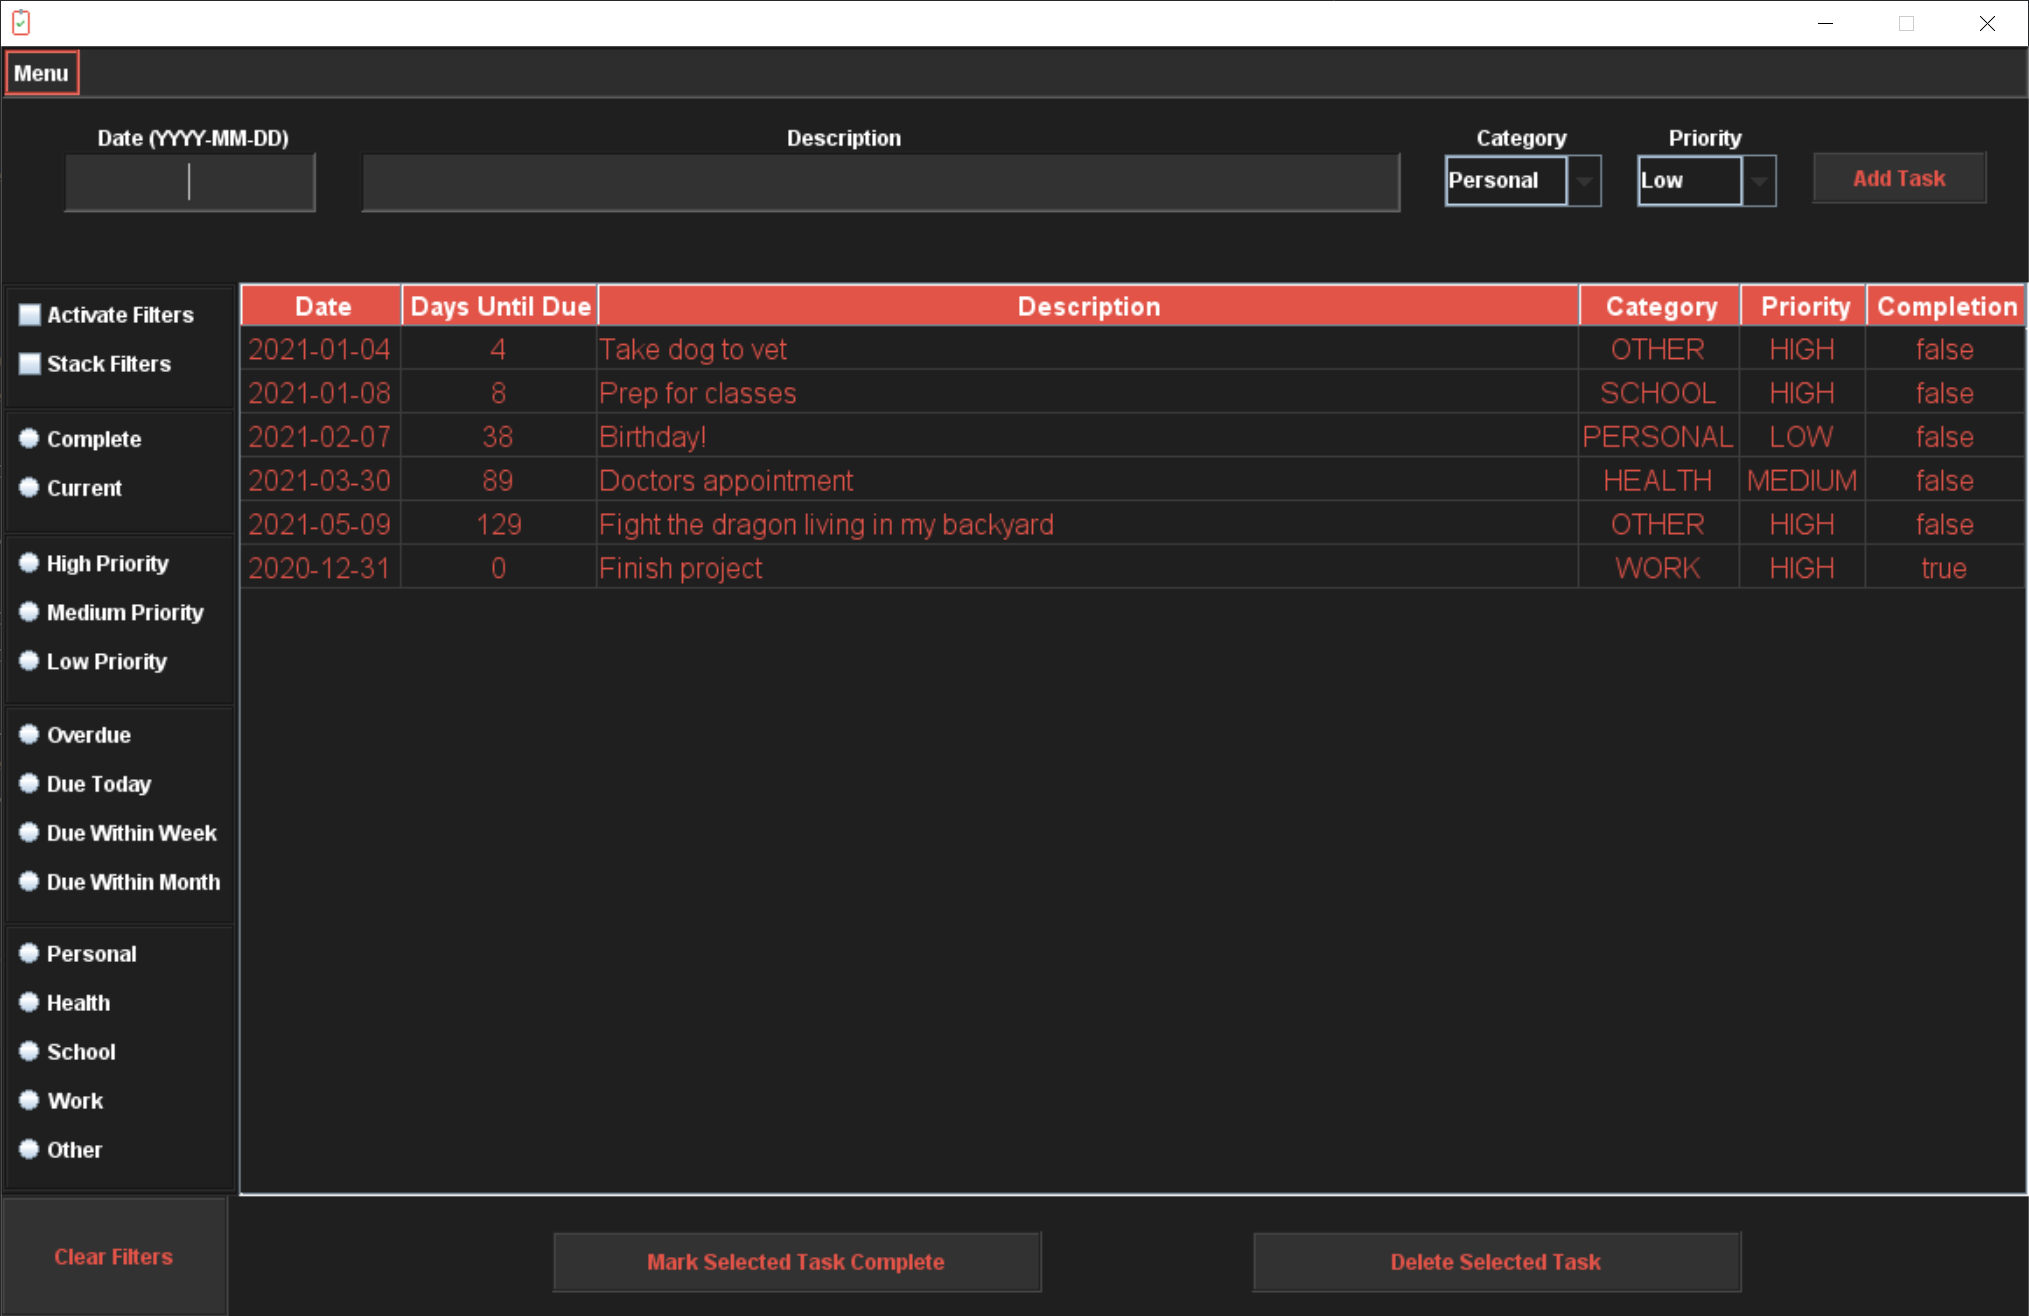 Menu
Date (YYYY-MM-DD) Description Category Priority
Personal Low Add Task
Activate Filters
Stack Filters
Complete
Current
High Priority
Medium Priority
Low Priority
Overdue
Due Today
Due Within Week
Due Within Month
Personal
Health
School
Work
Other
Date Days Until Due Description Category Priority Completion
2021-01-04 4 Take dog to vet OTHER HIGH false
2021-01-08 8 Prep for classes SCHOOL HIGH false
2021-02-07 38 Birthday! PERSONAL LOW false
2021-03-30 89 Doctors appointment HEALTH MEDIUM false
2021-05-09 129 Fight the dragon living in my backyard OTHER HIGH false
2020-12-31 0 Finish project WORK HIGH true
Clear Filters Mark Selected Task Complete Delete Selected Task